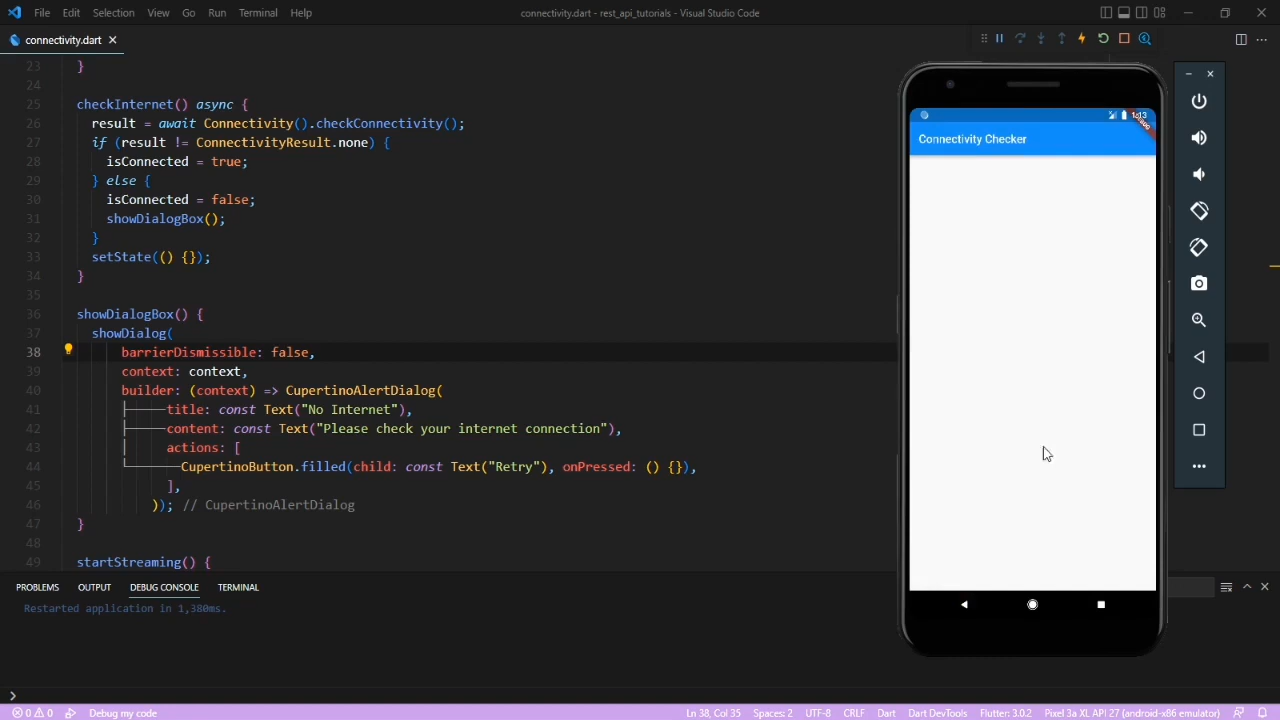 File Edit Selection View Go Run Terminal Help connectivity.dart - rest_api_tutorials - Visual Studio Code
connectivity.dart
23 }
24
25 checkInternet() async {
26 result = await Connectivity().checkConnectivity();
27 if (result != ConnectivityResult.none) {
28 isConnected = true;
29 } else {
30 isConnected = false;
31 showDialogBox();
32 }
33 setState(() {});
34 }
35
36 showDialogBox() {
37 showDialog(
38 barrierDismissible: false,
39 context: context,
40 builder: (context) => CupertinoAlertDialog(
41 title: const Text("No Internet"),
42 content: const Text("Please check your internet connection"),
43 actions: [
44 CupertinoButton.filled(child: const Text("Retry"), onPressed: () {}),
45 ],
46 )); // CupertinoAlertDialog
47 }
48
49 startStreaming() {
1:13
Connectivity Checker
PROBLEMS OUTPUT DEBUG CONSOLE TERMINAL
Restarted application in 1,380ms.
0 0 Debug my code Ln 38, Col 35 Spaces: 2 UTF-8 CRLF Dart Dart DevTools Flutter: 3.0.2 Pixel 3a XL API 27 (android-x86 emulator)